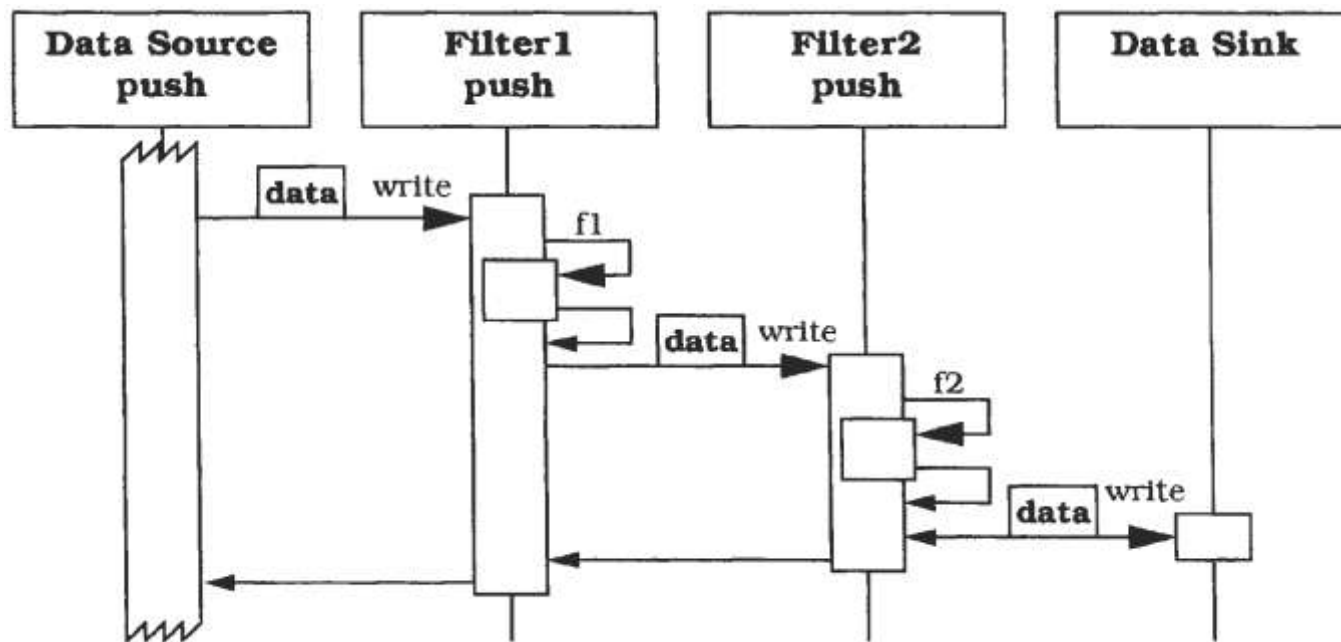 Data Source
push
Filter1
push
Filter2
push
Data Sink
data
write
f1
data
write
f2
data
write